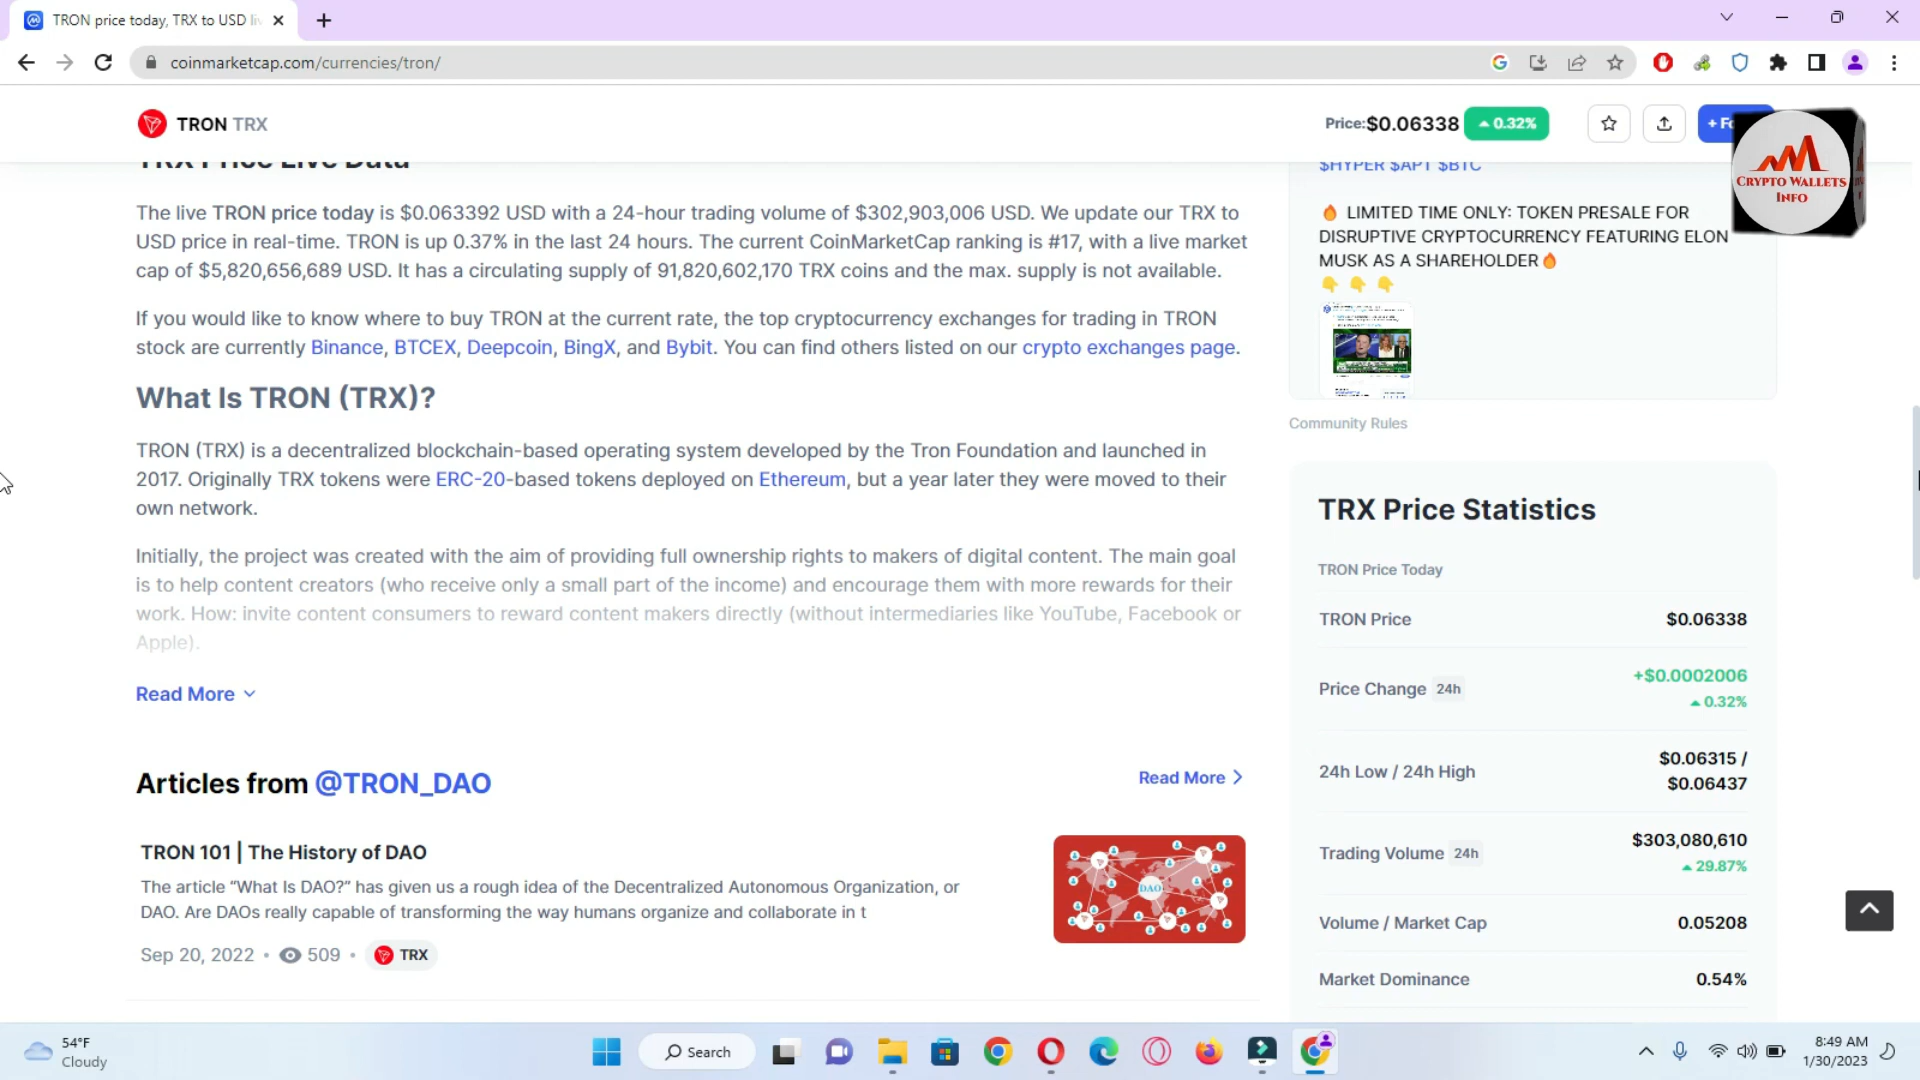 TRON price today, TRX to USD li
coinmarketcap.com/currencies/tron/
TRON TRX
Price:$0.06338
0.32%
+ Fo
CRYPTO WALLETS
INFO
TRX Price Live Data
The live TRON price today is $0.063392 USD with a 24-hour trading volume of $302,903,006 USD. We update our TRX to
USD price in real-time. TRON is up 0.37% in the last 24 hours. The current CoinMarketCap ranking is #17, with a live market
cap of $5,820,656,689 USD. It has a circulating supply of 91,820,602,170 TRX coins and the max. supply is not available.
If you would like to know where to buy TRON at the current rate, the top cryptocurrency exchanges for trading in TRON
stock are currently Binance, BTCEX, Deepcoin, BingX, and Bybit. You can find others listed on our crypto exchanges page.
What Is TRON (TRX)?
TRON (TRX) is a decentralized blockchain-based operating system developed by the Tron Foundation and launched in
2017. Originally TRX tokens were ERC-20-based tokens deployed on Ethereum, but a year later they were moved to their
own network.
Initially, the project was created with the aim of providing full ownership rights to makers of digital content. The main goal
is to help content creators (who receive only a small part of the income) and encourage them with more rewards for their
work. How: invite content consumers to reward content makers directly (without intermediaries like YouTube, Facebook or
Apple).
Read More
Articles from @TRON_DAO
Read More
TRON 101 | The History of DAO
The article “What Is DAO?” has given us a rough idea of the Decentralized Autonomous Organization, or
DAO. Are DAOs really capable of transforming the way humans organize and collaborate in t
DAO
Sep 20, 2022 • 509 • TRX
$HYPER $APT $BTC
🔥 LIMITED TIME ONLY: TOKEN PRESALE FOR
DISRUPTIVE CRYPTOCURRENCY FEATURING ELON
MUSK AS A SHAREHOLDER🔥
👇 👇 👇
Community Rules
TRX Price Statistics
TRON Price Today
TRON Price $0.06338
Price Change 24h +$0.0002006
0.32%
24h Low / 24h High $0.06315 /
$0.06437
Trading Volume 24h $303,080,610
29.87%
Volume / Market Cap 0.05208
Market Dominance 0.54%
54°F
Cloudy
Search
8:49 AM
1/30/2023